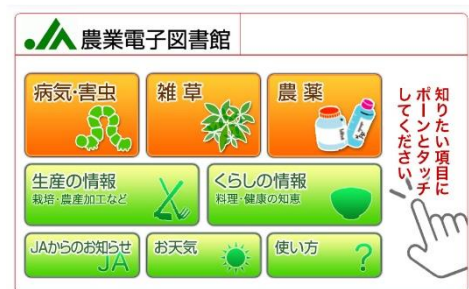 農業電子図書館
病気・害虫
雑草
農薬
知りたい項目に
ポーンとタッチ
してください
生産の情報
栽培・農産加工など
くらしの情報
料理・健康の知恵
JAからのお知らせ
JA
お天気
使い方
?